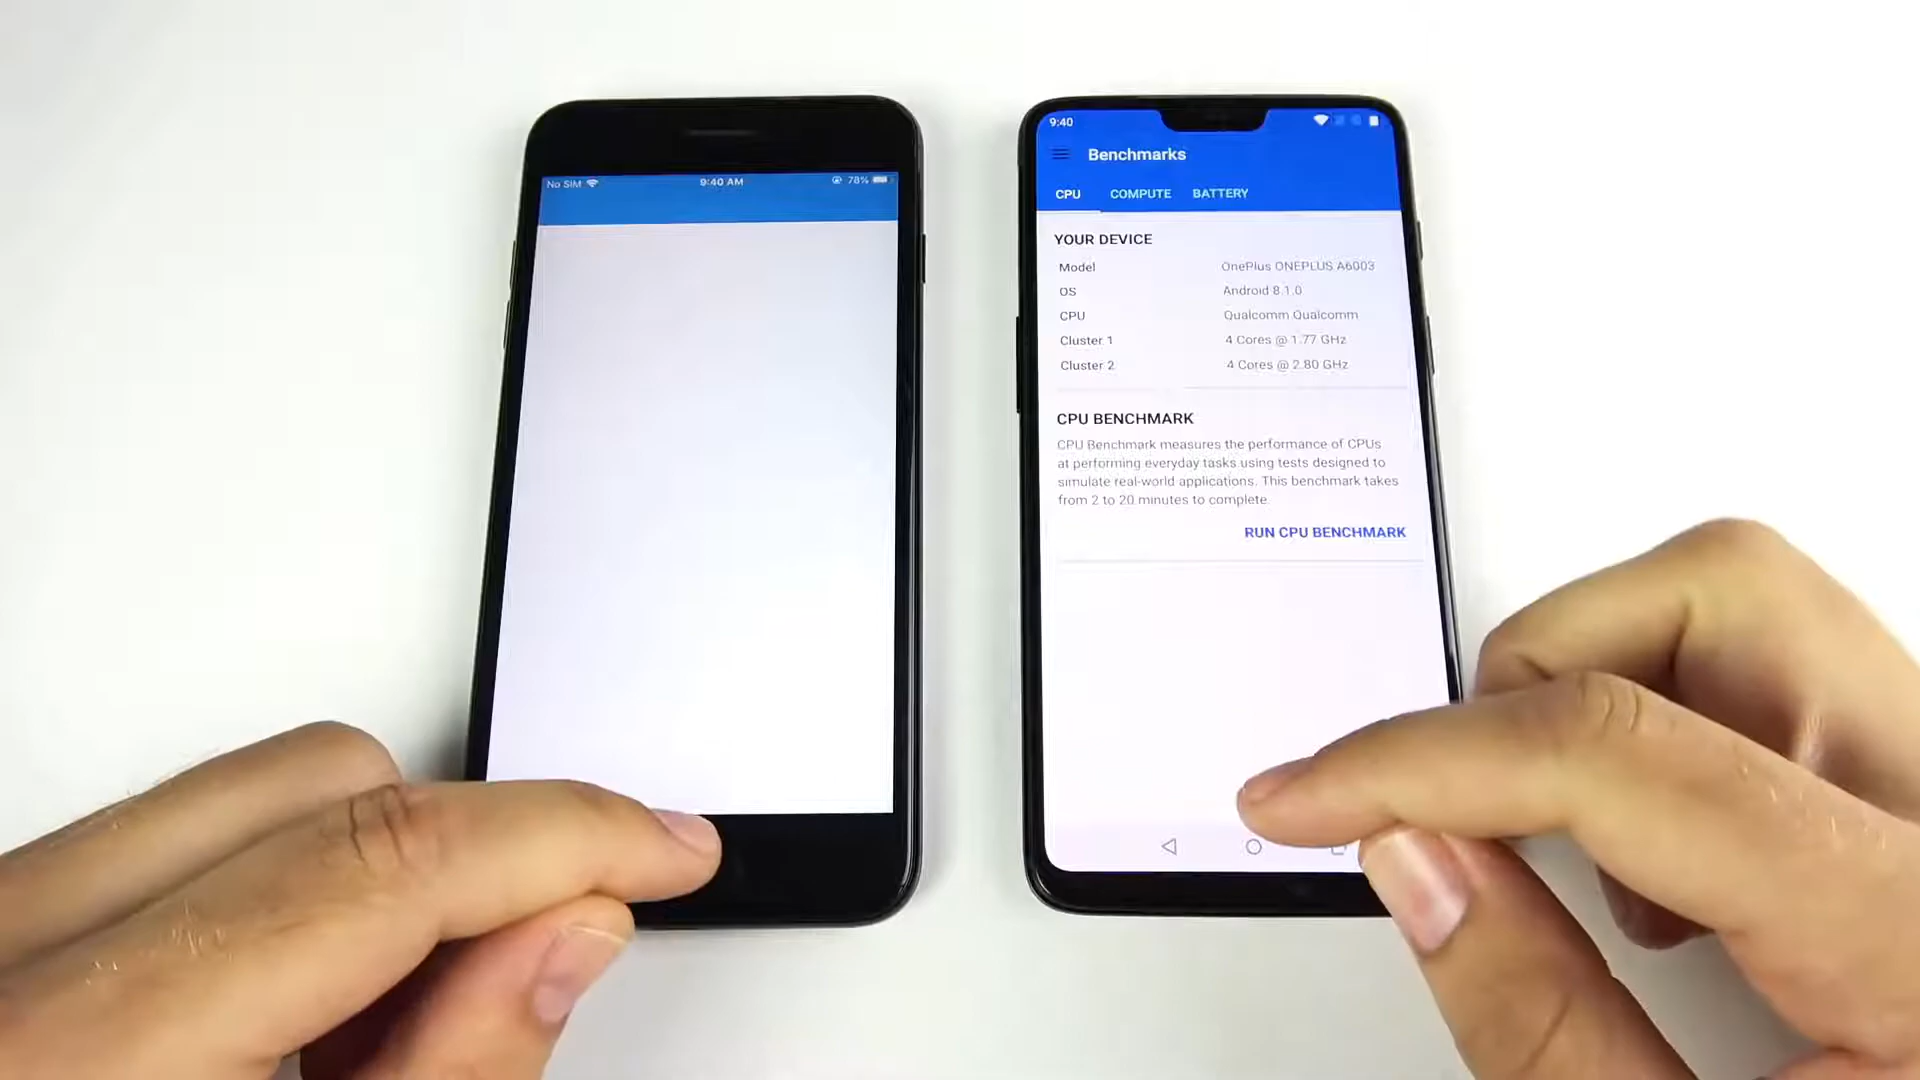 No SIM
9:40 AM
78%
9:40
Benchmarks
CPU COMPUTE BATTERY
YOUR DEVICE
Model OnePlus ONEPLUS A6003
OS Android 8.1.0
CPU Qualcomm Qualcomm
Cluster 1 4 Cores @ 1.77 GHz
Cluster 2 4 Cores @ 2.80 GHz
CPU BENCHMARK
CPU Benchmark measures the performance of CPUs
at performing everyday tasks using tests designed to
simulate real-world applications. This benchmark takes
from 2 to 20 minutes to complete.
RUN CPU BENCHMARK